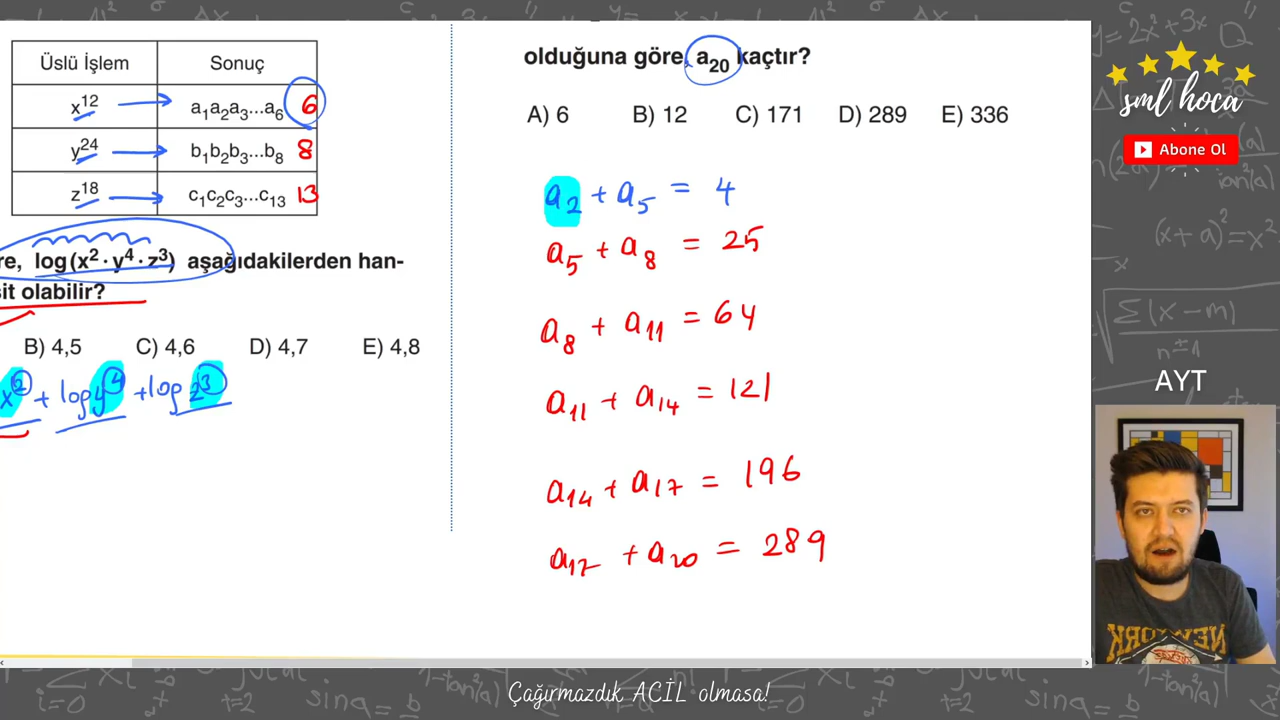 Üslü İşlem Sonuç
x¹² a₁a₂a₃...a₆ 6
y²⁴ b₁b₂b₃...b₈ 8
z¹⁸ c₁c₂c₃...c₁₃ 13
re, log(x² · y⁴ · z³) aşağıdakilerden han-
şit olabilir?
B) 4,5 C) 4,6 D) 4,7 E) 4,8
x² + log y⁴ + log z³
olduğuna göre, a₂₀ kaçtır?
A) 6 B) 12 C) 171 D) 289 E) 336
a₂ + a₅ = 4
a₅ + a₈ = 25
a₈ + a₁₁ = 64
a₁₁ + a₁₄ = 121
a₁₄ + a₁₇ = 196
a₁₇ + a₂₀ = 289
sml hoca
Abone Ol
AYT
Çağırmazdık ACİL olmasa!